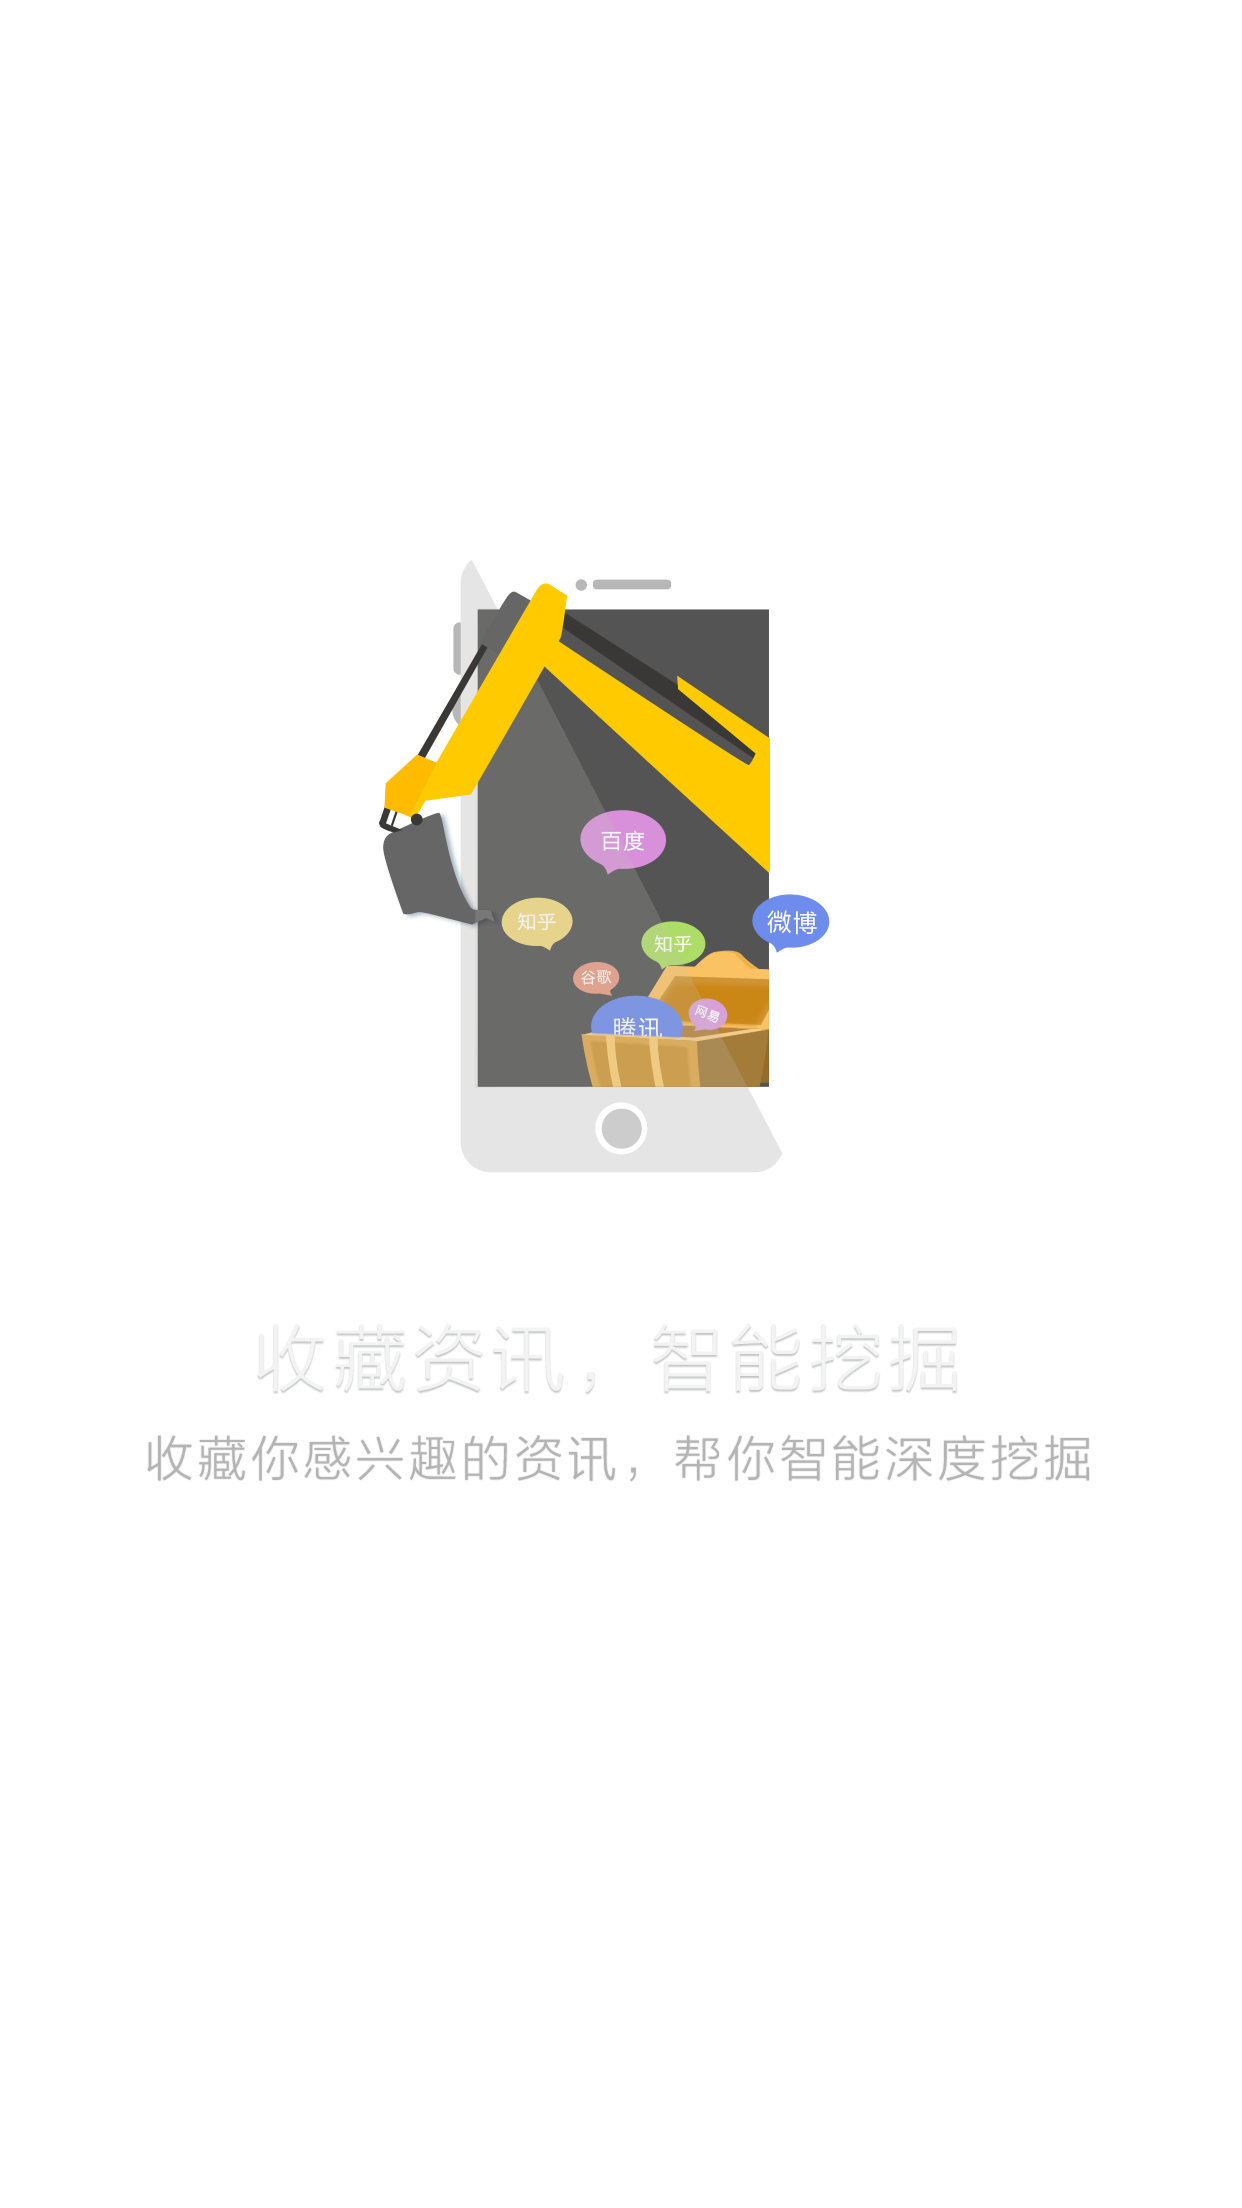 百度
知乎
微博
知乎
谷歌
网易
腾讯
收藏资讯，智能挖掘
收藏你感兴趣的资讯，帮你智能深度挖掘